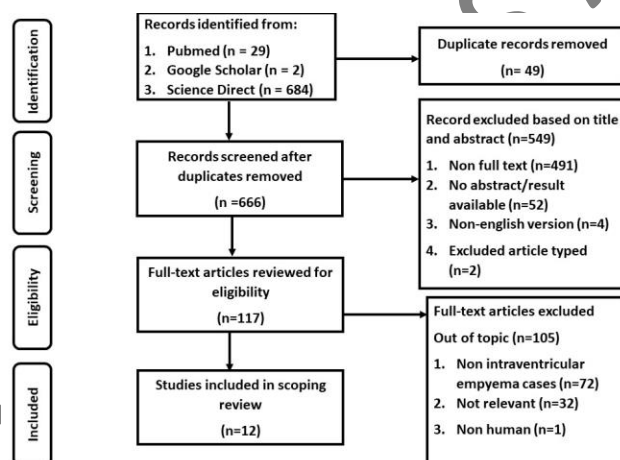 Identification
Records identified from:
1. Pubmed (n = 29)
2. Google Scholar (n = 2)
3. Science Direct (n = 684)
Duplicate records removed
(n= 49)
Screening
Records screened after
duplicates removed
(n =666)
Record excluded based on title
and abstract (n=549)
1. Non full text (n=491)
2. No abstract/result
available (n=52)
3. Non-english version (n=4)
4. Excluded article typed
(n=2)
Eligibility
Full-text articles reviewed for
eligibility
(n=117)
Full-text articles excluded
Out of topic (n=105)
1. Non intraventricular
empyema cases (n=72)
2. Not relevant (n=32)
3. Non human (n=1)
Included
Studies included in scoping
review
(n=12)